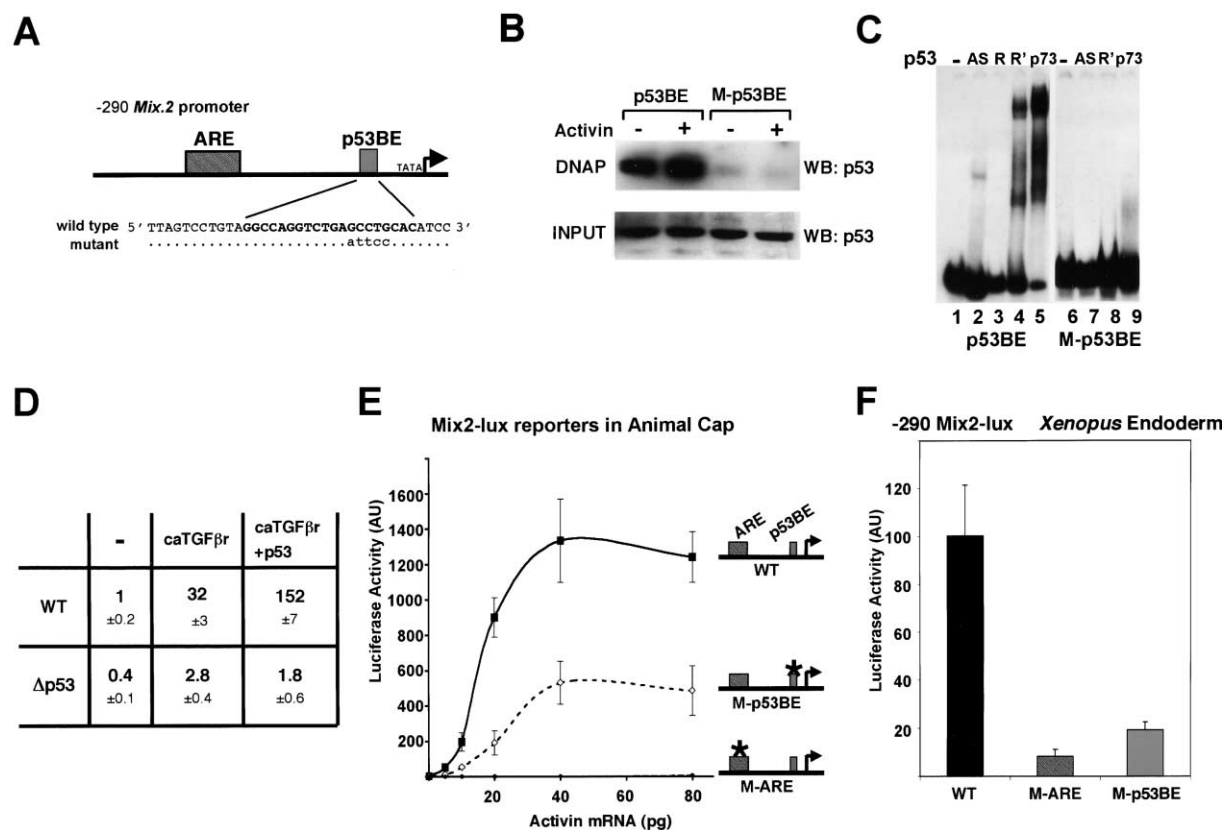 A
-290 Mix.2 promoter
ARE
p53BE
TATA
wild type 5' TTAGTCCTGTAGGCCAGGTCTGAGCCTGCACATCC 3'
mutant .......................attcc.......
B
p53BE M-p53BE
Activin - + - +
DNAP WB: p53
INPUT WB: p53
C
p53 - AS R R' p73 - AS R' p73
1 2 3 4 5 6 7 8 9
p53BE M-p53BE
D
- caTGFβr caTGFβr +p53
WT 1 ±0.2 32 ±3 152 ±7
Δp53 0.4 ±0.1 2.8 ±0.4 1.8 ±0.6
E
Mix2-lux reporters in Animal Cap
Luciferase Activity (AU)
1600
1400
1200
1000
800
600
400
200
20 40 60 80
Activin mRNA (pg)
ARE p53BE
WT
M-p53BE
M-ARE
F
-290 Mix2-lux Xenopus Endoderm
Luciferase Activity (AU)
120
100
80
60
40
20
WT M-ARE M-p53BE